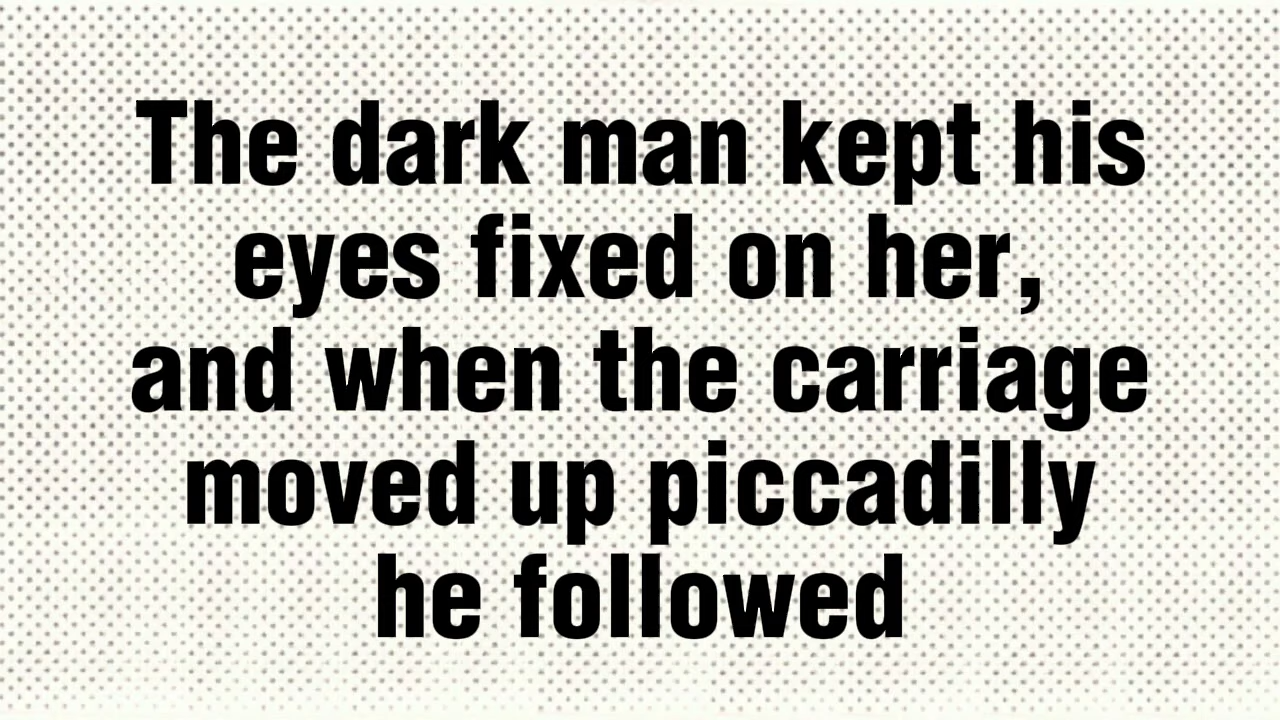 The dark man kept his
eyes fixed on her,
and when the carriage
moved up piccadilly
he followed